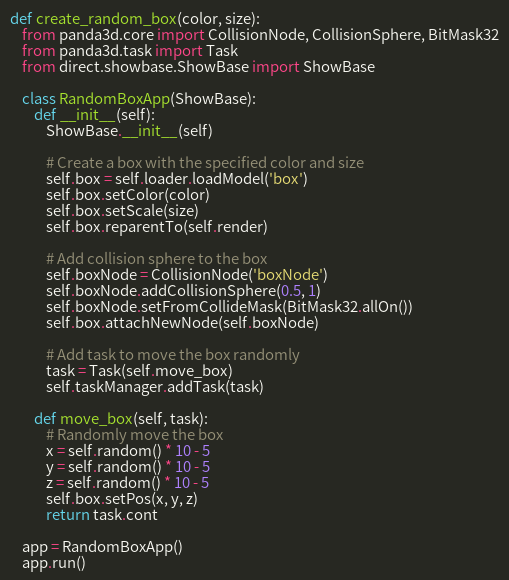 def create_random_box(color, size):
    from panda3d.core import CollisionNode, CollisionSphere, BitMask32
    from panda3d.task import Task
    from direct.showbase.ShowBase import ShowBase

    class RandomBoxApp(ShowBase):
        def __init__(self):
            ShowBase.__init__(self)

            # Create a box with the specified color and size
            self.box = self.loader.loadModel('box')
            self.box.setColor(color)
            self.box.setScale(size)
            self.box.reparentTo(self.render)

            # Add collision sphere to the box
            self.boxNode = CollisionNode('boxNode')
            self.boxNode.addCollisionSphere(0.5, 1)
            self.boxNode.setFromCollideMask(BitMask32.allOn())
            self.box.attachNewNode(self.boxNode)

            # Add task to move the box randomly
            task = Task(self.move_box)
            self.taskManager.addTask(task)

        def move_box(self, task):
            # Randomly move the box
            x = self.random() * 10 - 5
            y = self.random() * 10 - 5
            z = self.random() * 10 - 5
            self.box.setPos(x, y, z)
            return task.cont

    app = RandomBoxApp()
    app.run()